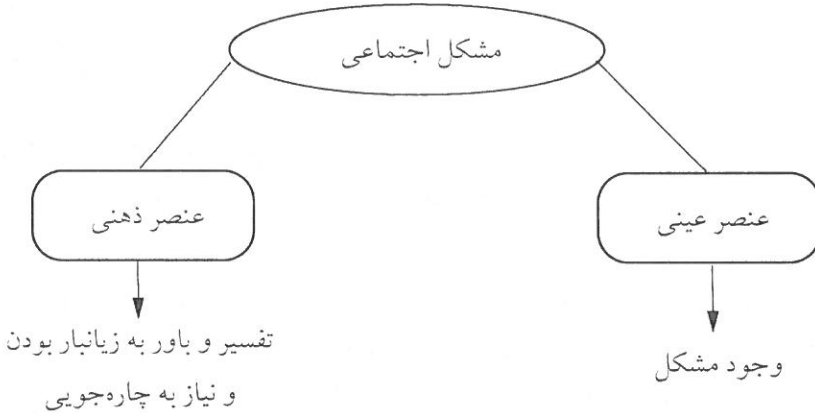 مشکل اجتماعی
عنصر عینی
عنصر ذهنی
وجود مشکل
تفسیر و باور به زیانبار بودن
و نیاز به چاره‌جویی